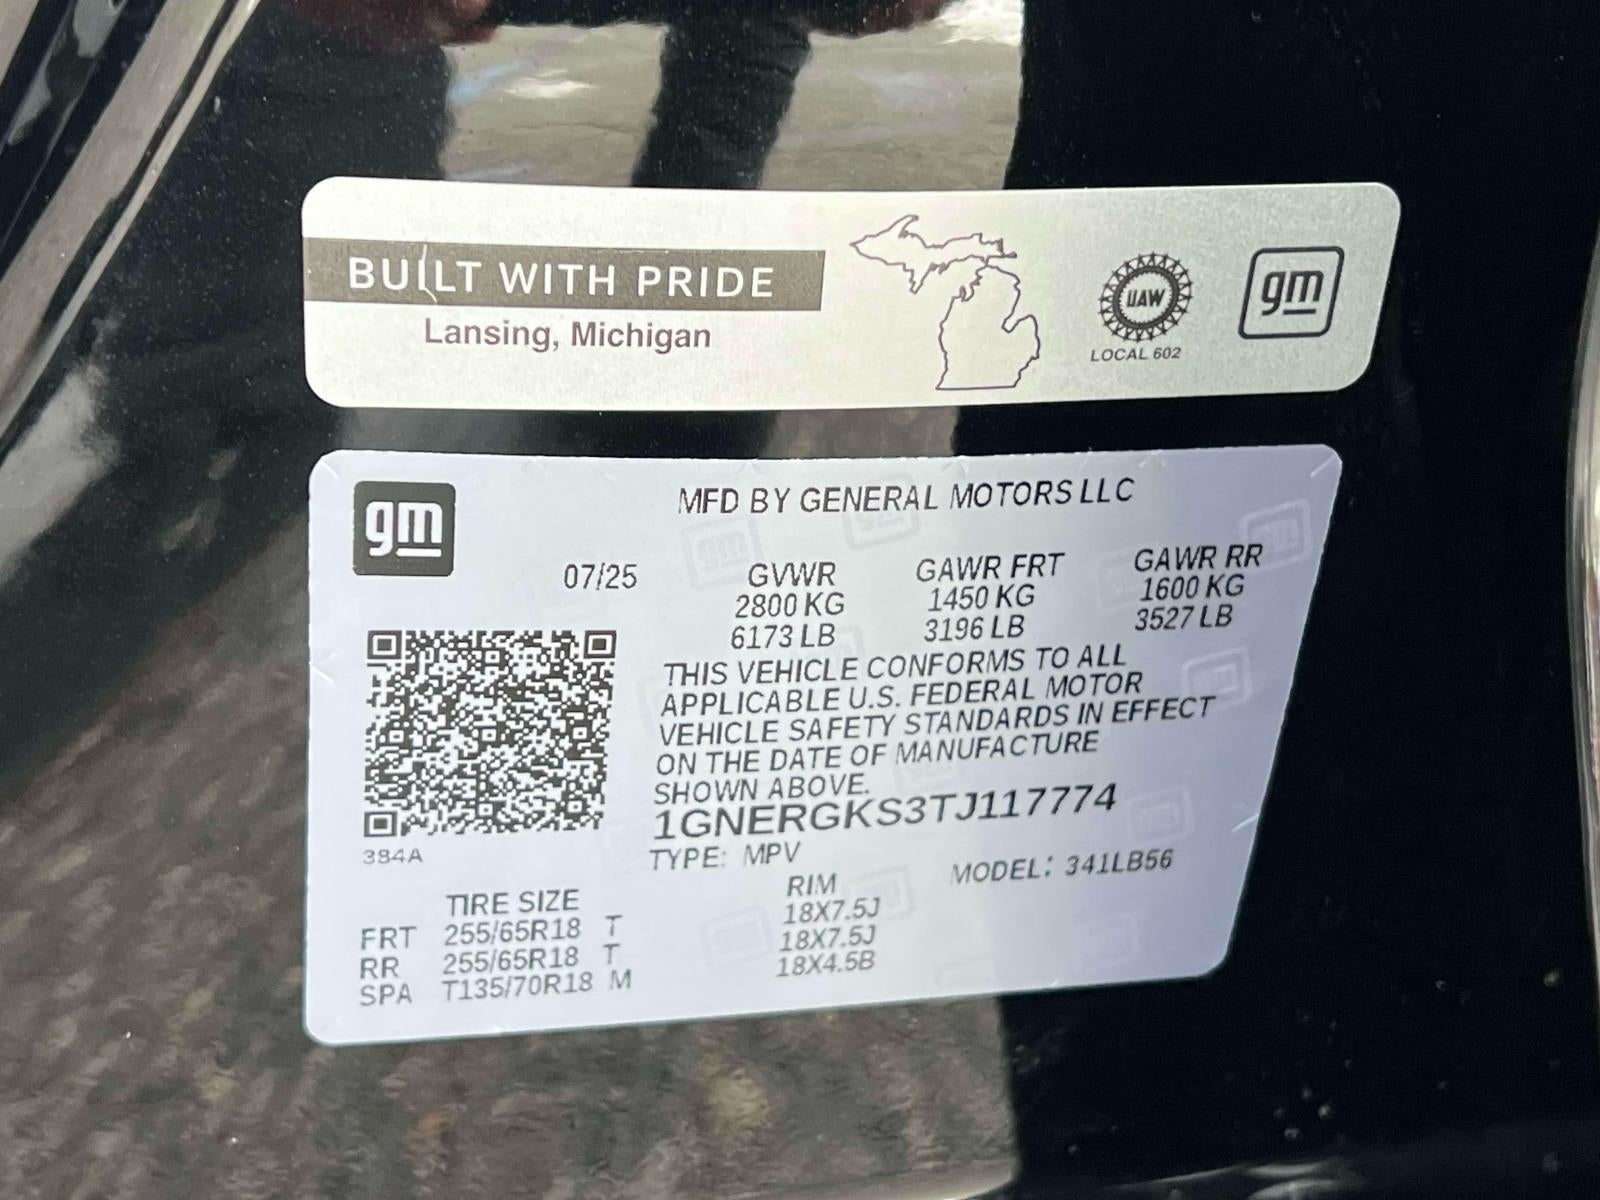 BUILT WITH PRIDE
Lansing, Michigan
UAW
LOCAL 602
gm
gm
MFD BY GENERAL MOTORS LLC
07/25 GVWR GAWR FRT GAWR RR
2800 KG 1450 KG 1600 KG
6173 LB 3196 LB 3527 LB
THIS VEHICLE CONFORMS TO ALL
APPLICABLE U.S. FEDERAL MOTOR
VEHICLE SAFETY STANDARDS IN EFFECT
ON THE DATE OF MANUFACTURE
SHOWN ABOVE.
1GNERGKS3TJ117774
384A
TYPE: MPV MODEL: 341LB56
TIRE SIZE RIM
FRT 255/65R18 T 18X7.5J
RR 255/65R18 T 18X7.5J
SPA T135/70R18 M 18X4.5B